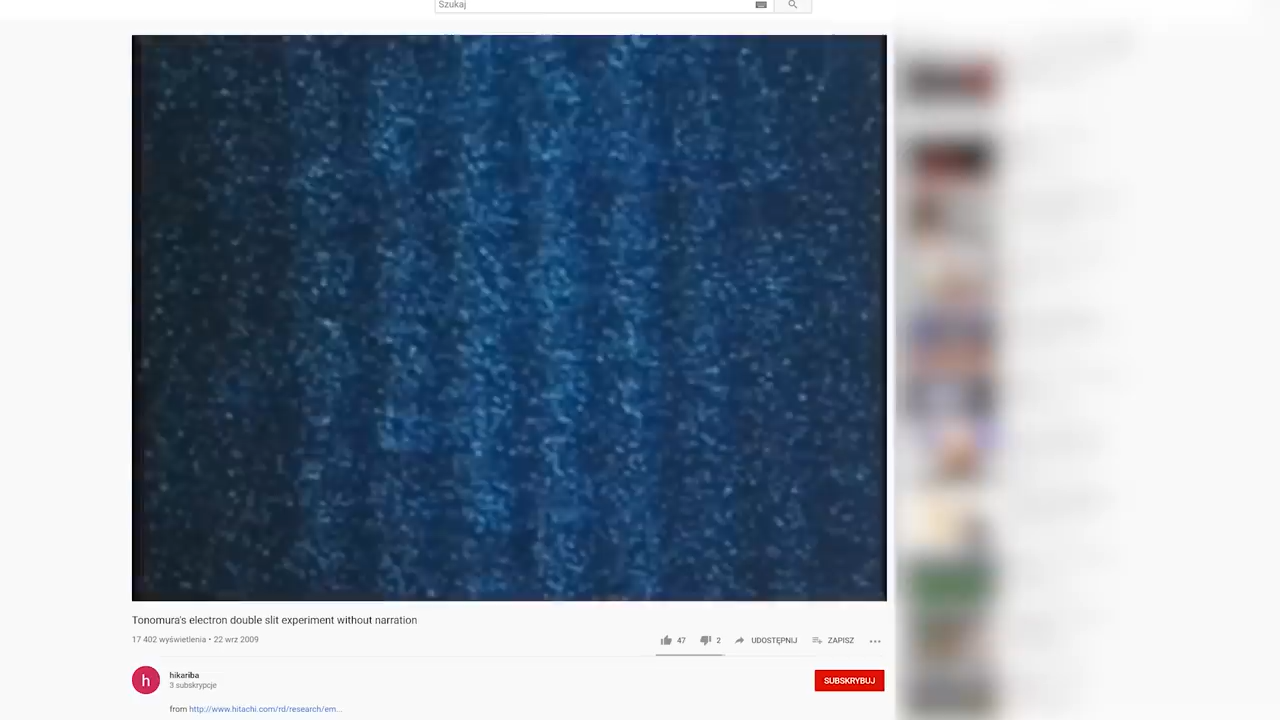 Szukaj
Tonomura's electron double slit experiment without narration
17 402 wyświetlenia • 22 wrz 2009
47 2 UDOSTĘPNIJ ZAPISZ
h
hikariba
3 subskrypcje
SUBSKRYBUJ
from http://www.hitachi.com/rd/research/em...